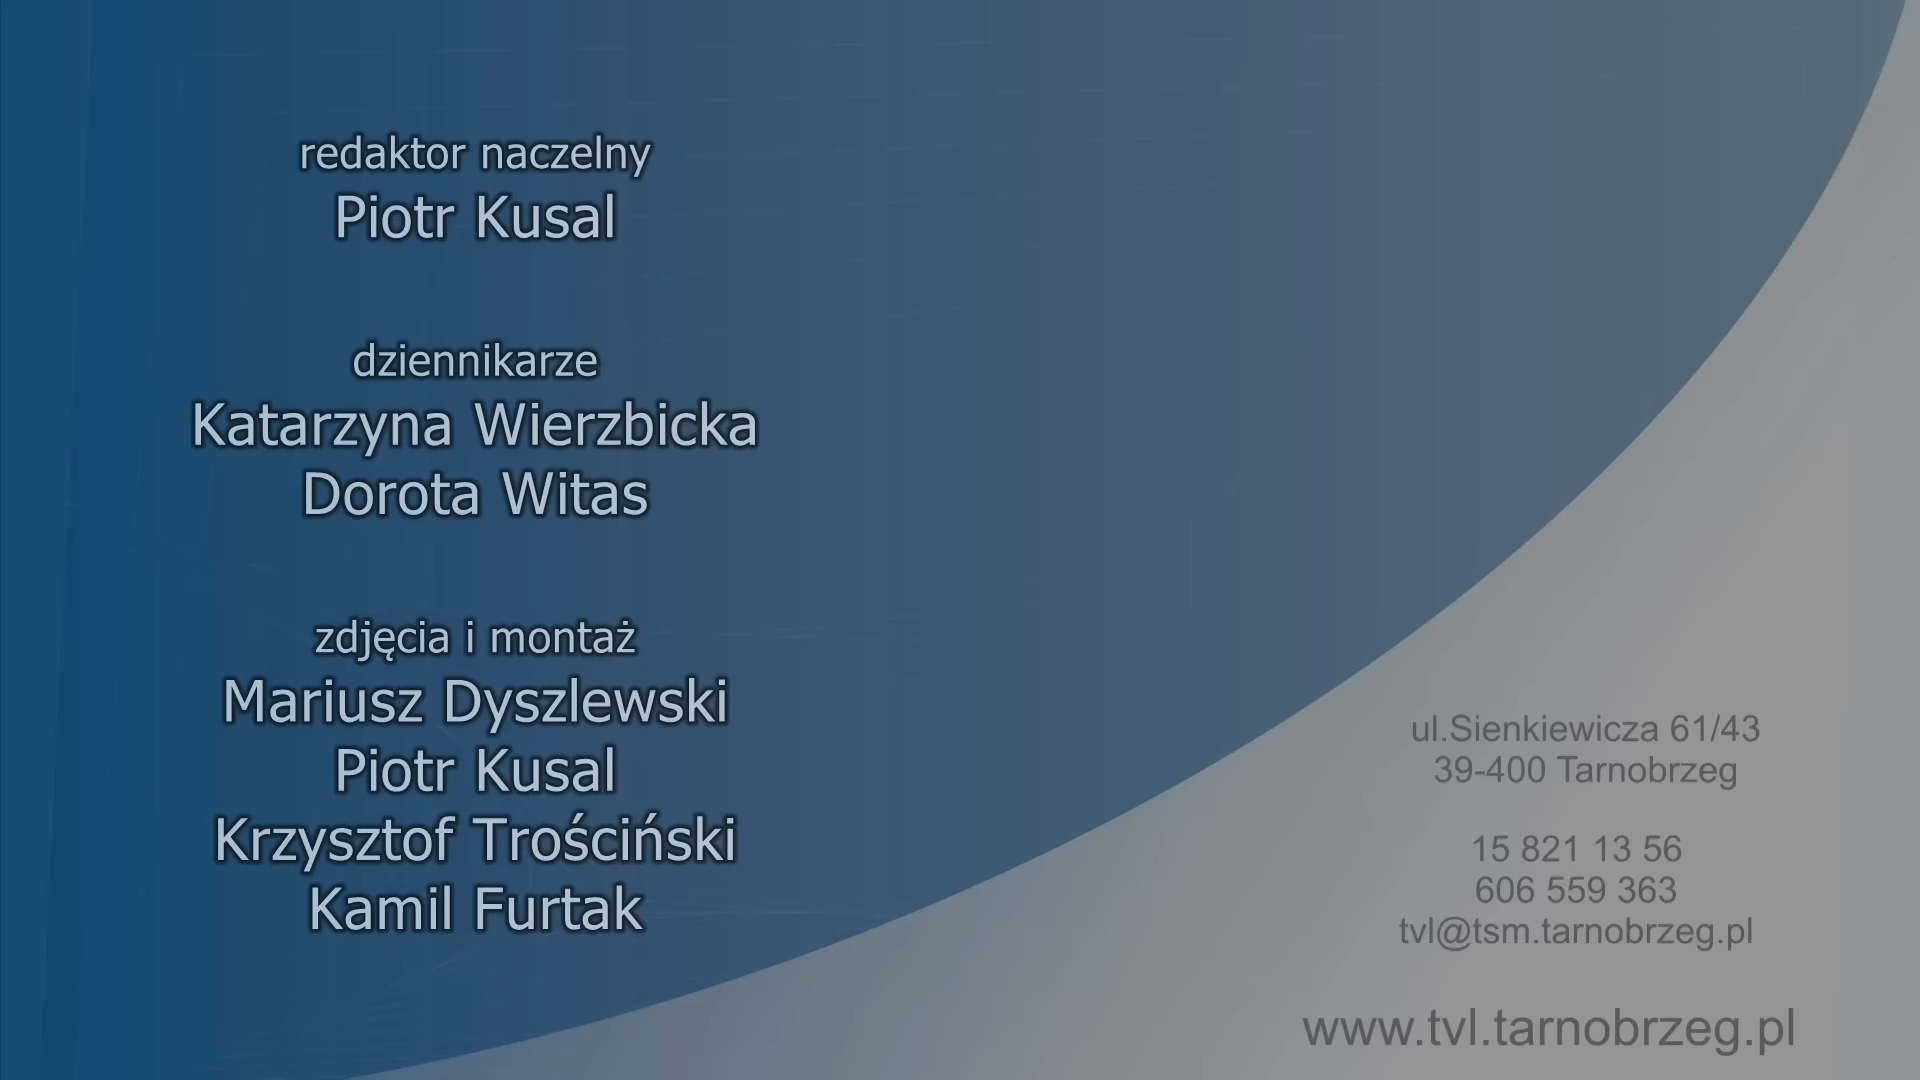 redaktor naczelny
Piotr Kusal
dziennikarze
Katarzyna Wierzbicka
Dorota Witas
zdjęcia i montaż
Mariusz Dyszlewski
Piotr Kusal
Krzysztof Trościński
Kamil Furtak
ul.Sienkiewicza 61/43
39-400 Tarnobrzeg
15 821 13 56
606 559 363
tvl@tsm.tarnobrzeg.pl
www.tvl.tarnobrzeg.pl